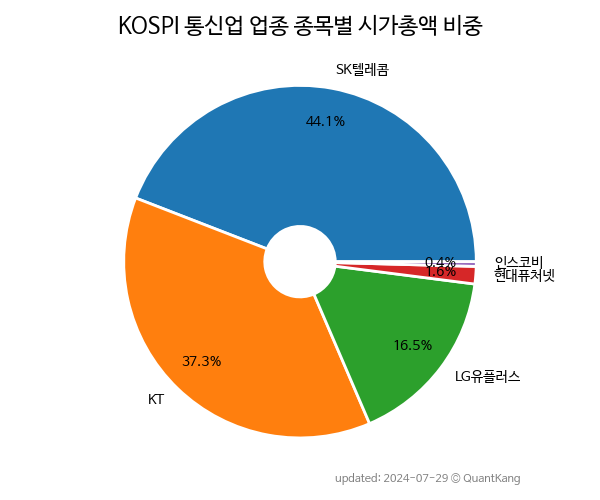 KOSPI 통신업 업종 종목별 시가총액 비중
SK텔레콤
44.1%
인스코비
0.4%
현대퓨처넷
1.6%
16.5%
37.3%
LG유플러스
KT
updated: 2024-07-29 © QuantKang